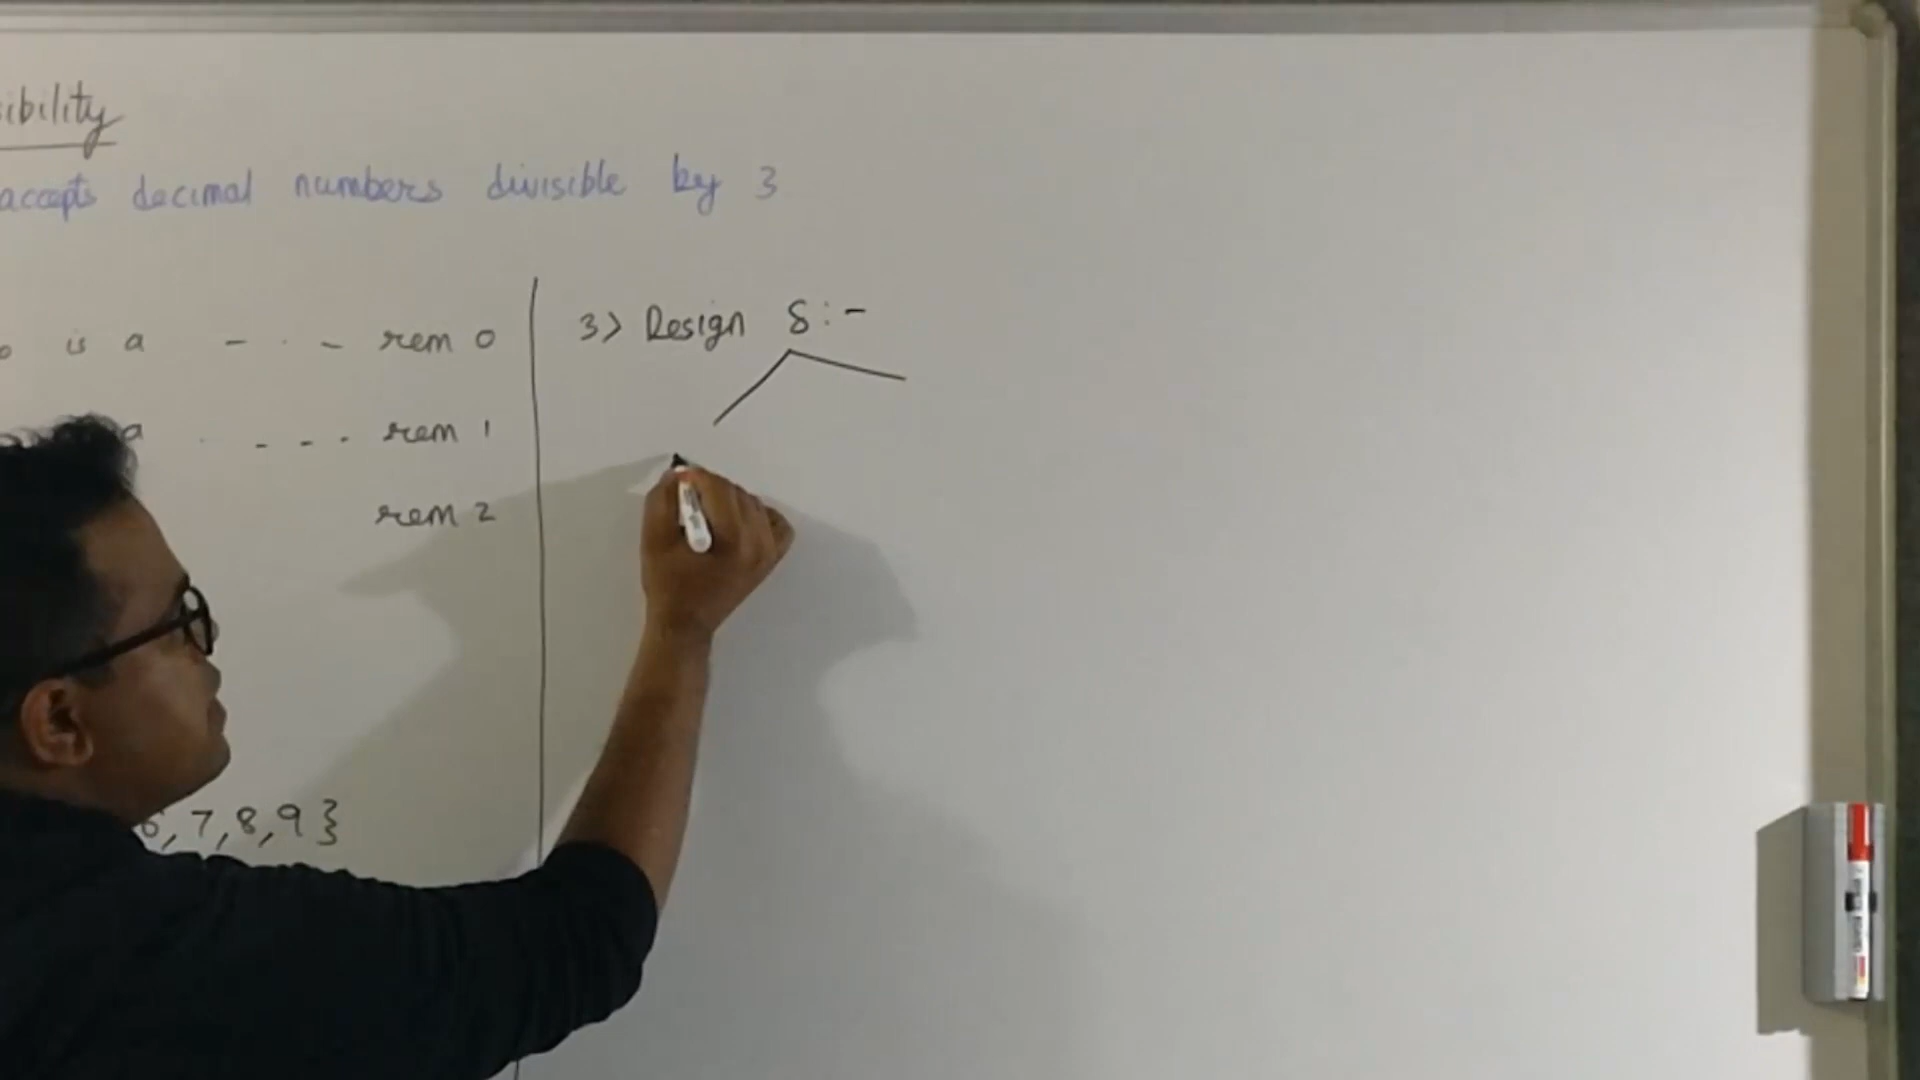 ibility
accepts decimal numbers divisible by 3
o is a - . - rem 0
a . - - . rem 1
rem 2
6, 7, 8, 9 }
3> Design δ:-